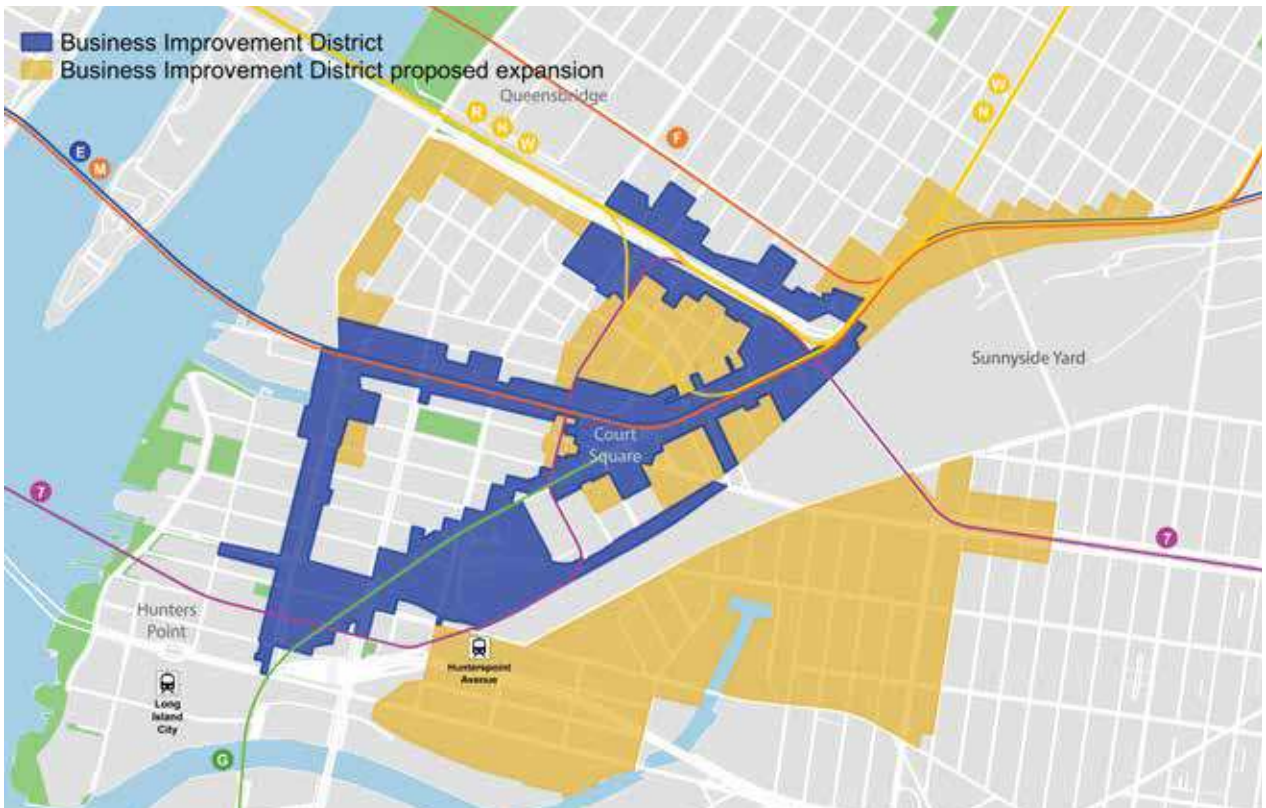 Business Improvement District
Business Improvement District proposed expansion
Queensbridge
R
N
W
W
N
F
E
M
Sunnyside Yard
Court
Square
7
7
Hunters
Point
Hunterspoint
Avenue
Long
Island
City
G